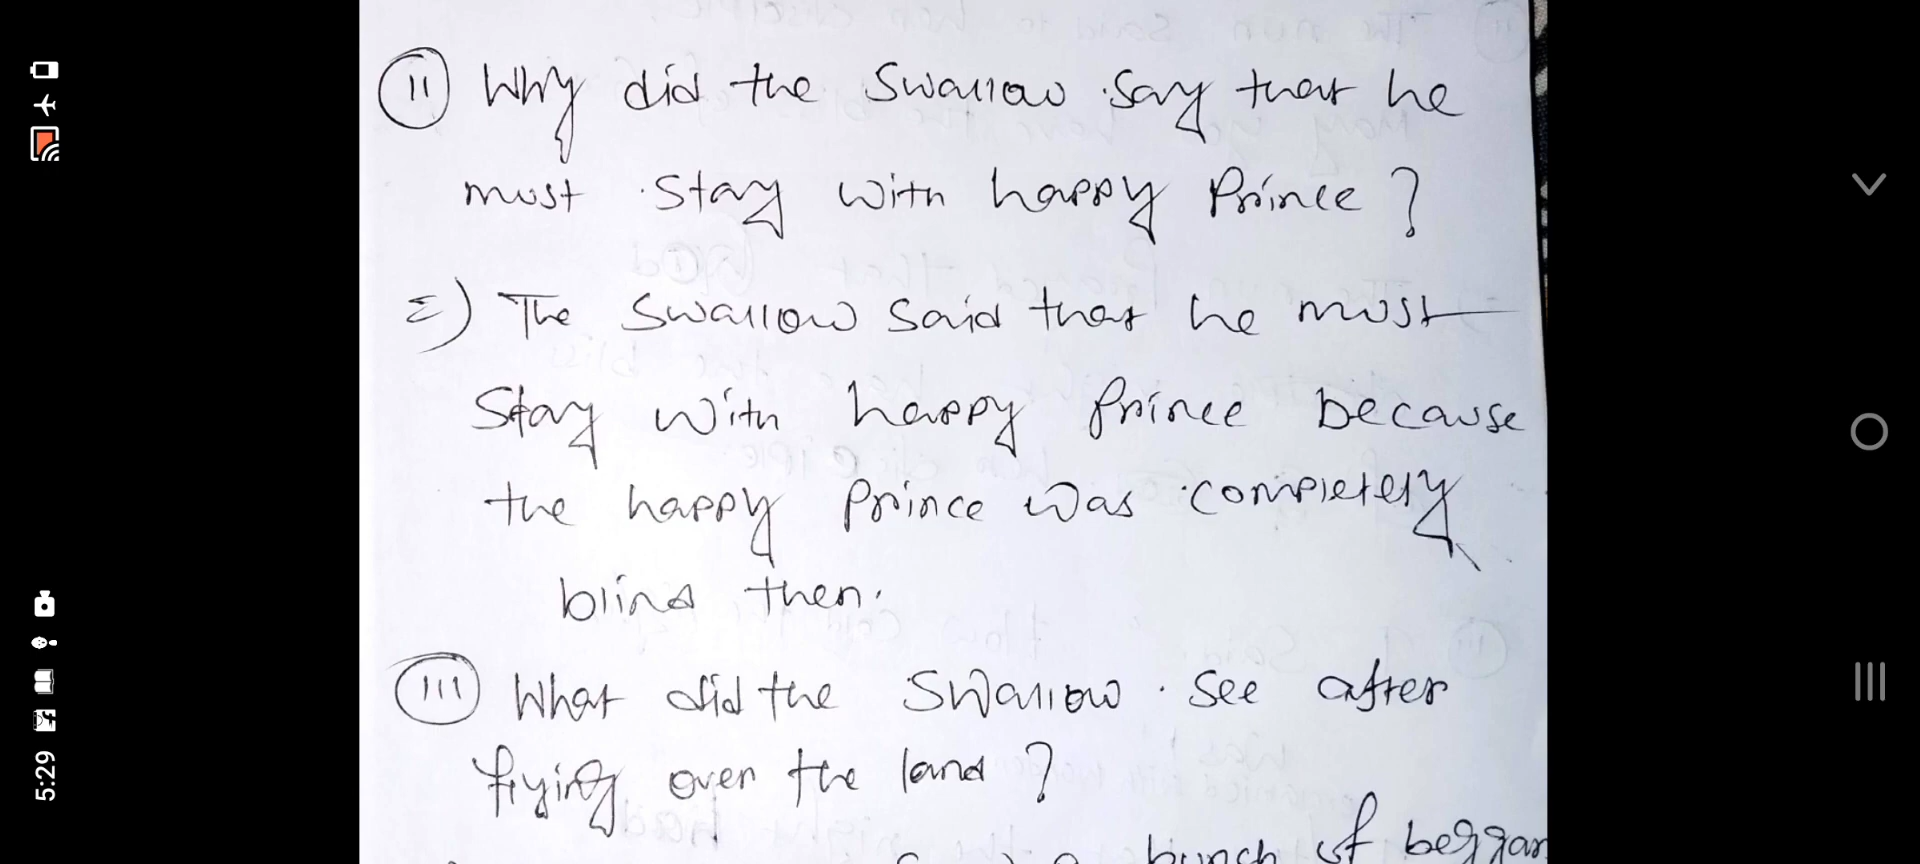 (ii) Why did the Swallow say that he
must stay with happy Prince?
=) The Swallow said that he must
stay with happy Prince because
the happy Prince was completely
blind then.
(iii) What did the Swallow see after
flying over the land?
a bunch of beggar
5:29